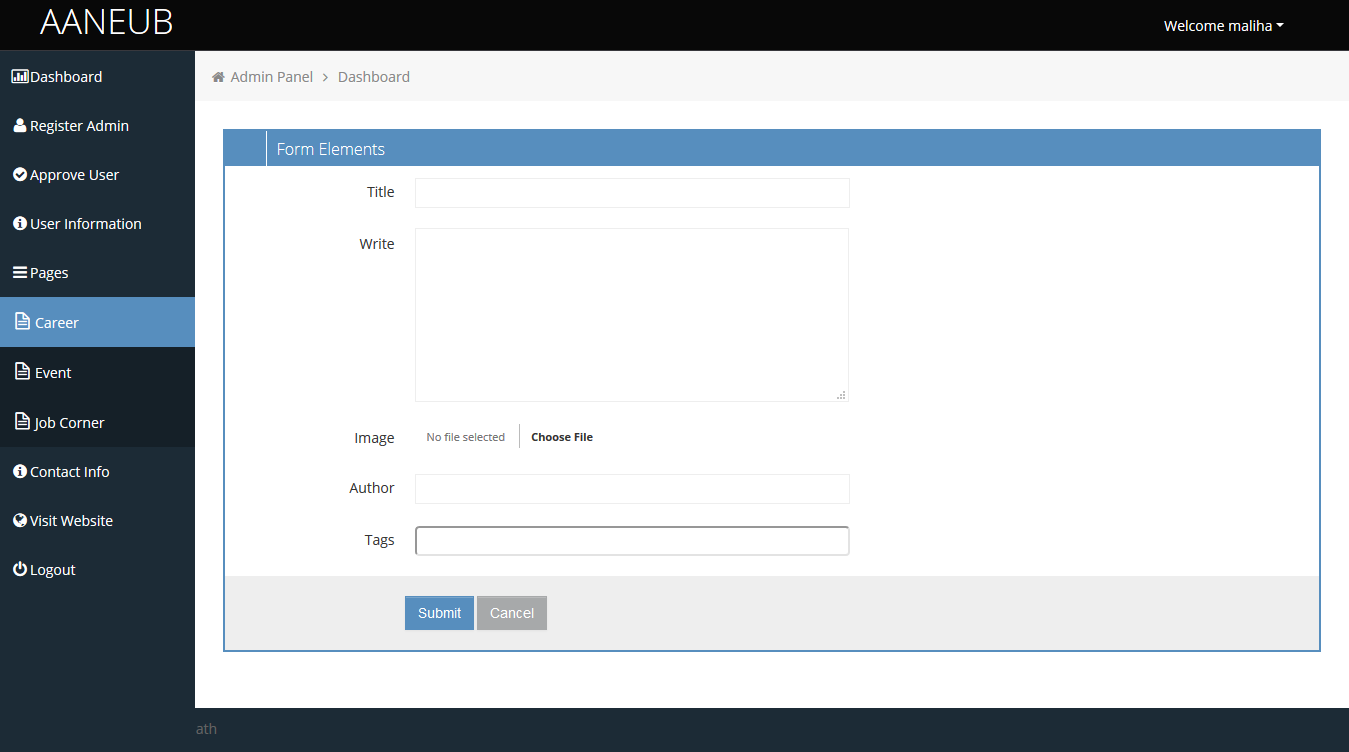 AANEUB
Welcome maliha
Dashboard
Register Admin
Approve User
User Information
Pages
Career
Event
Job Corner
Contact Info
Visit Website
Logout
Admin Panel > Dashboard
Form Elements
Title
Write
Image No file selected Choose File
Author
Tags
Submit Cancel
ath